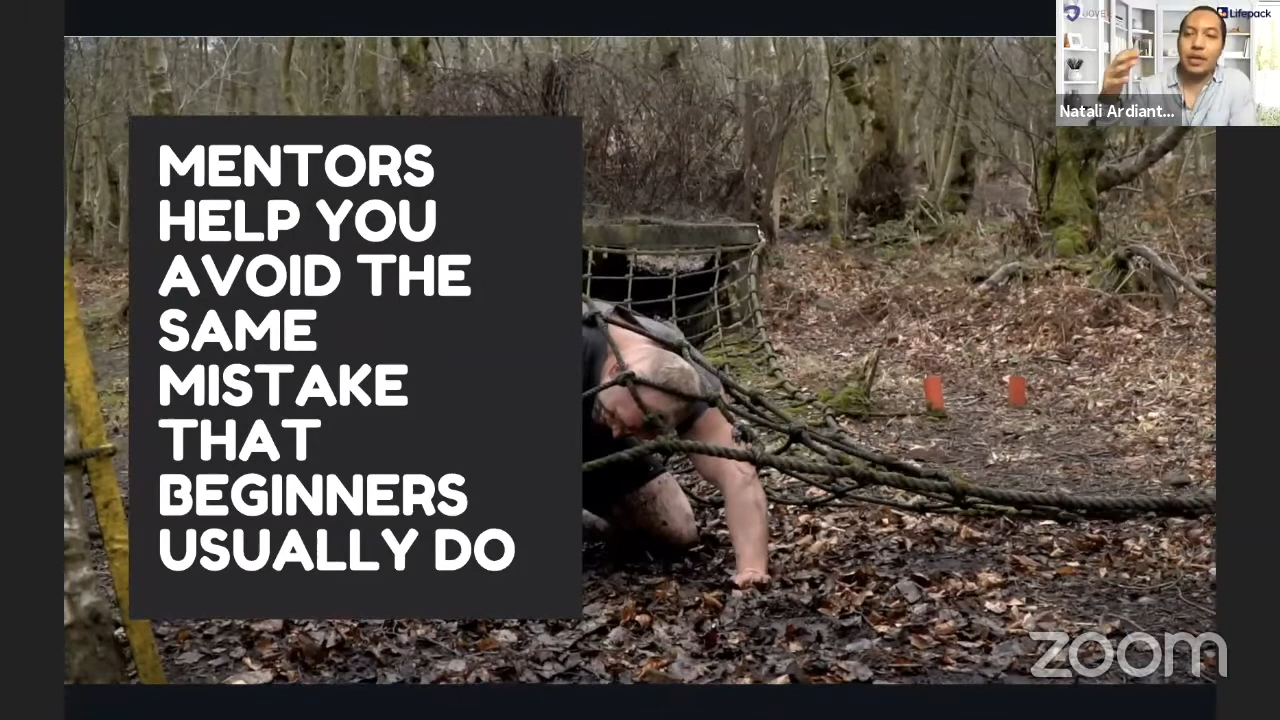 Lifepack
Natali Ardiant...
MENTORS
HELP YOU
AVOID THE
SAME
MISTAKE
THAT
BEGINNERS
USUALLY DO
zoom